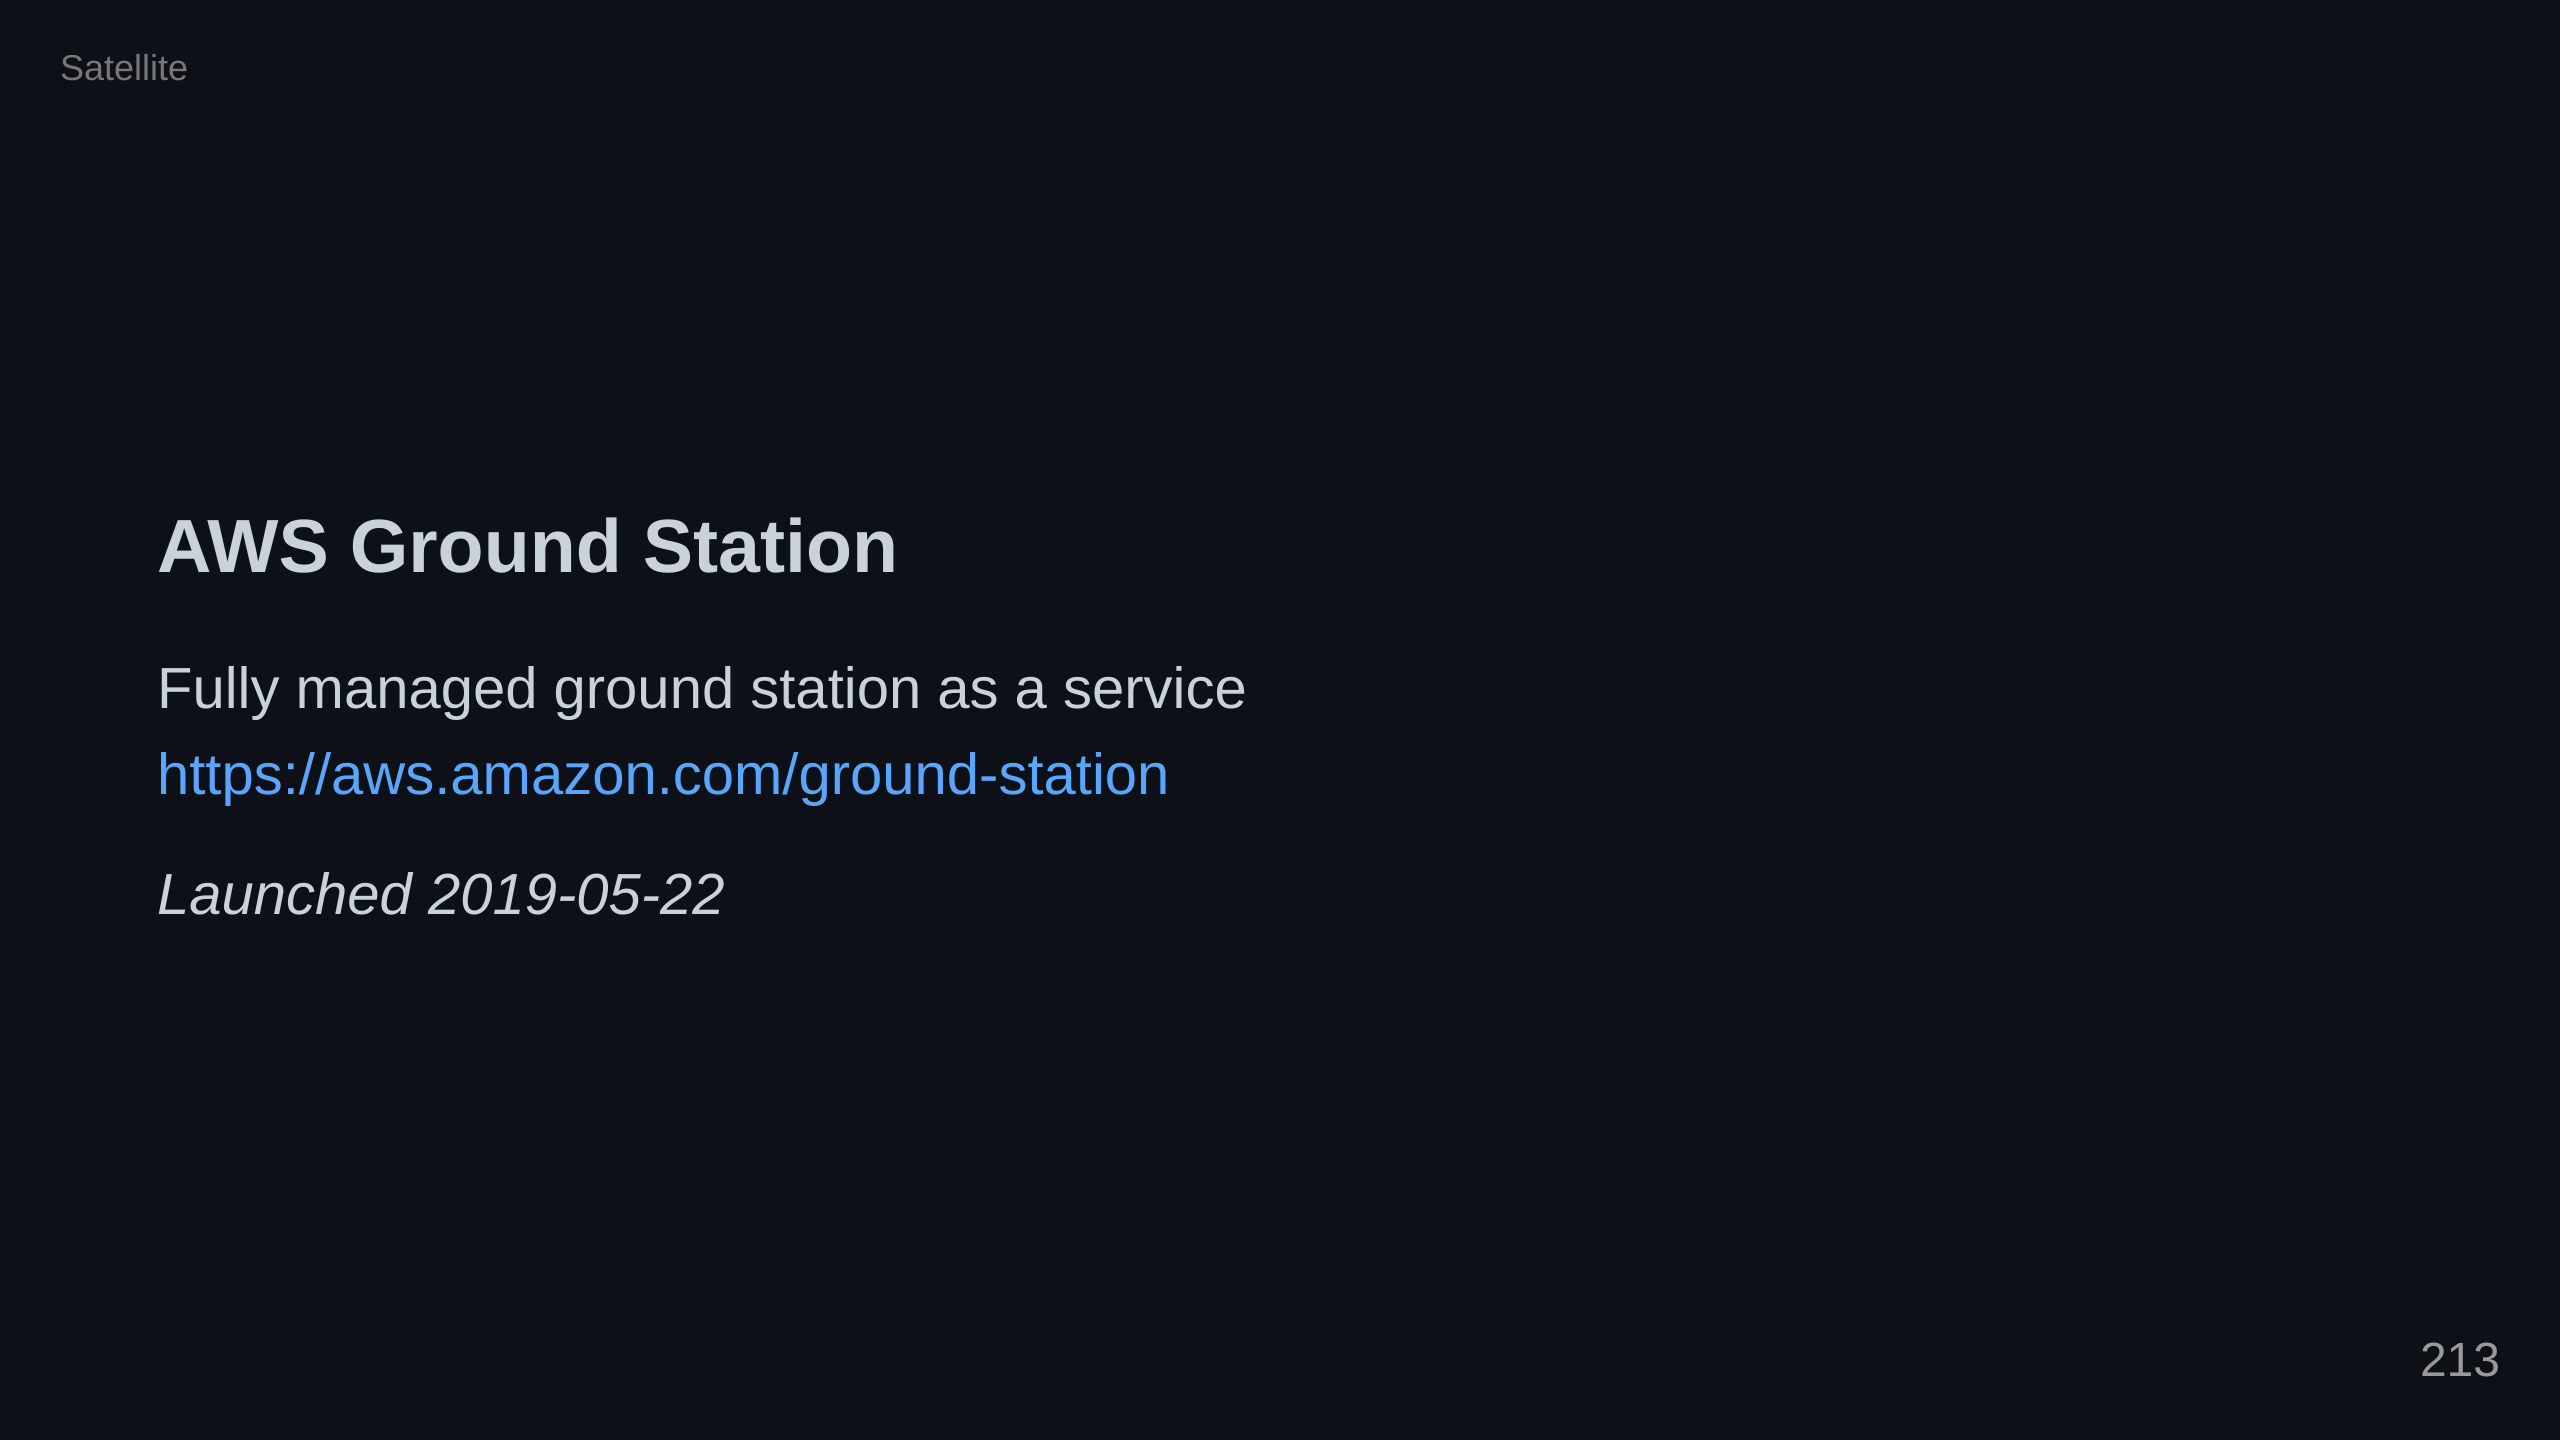 Satellite
AWS Ground Station
Fully managed ground station as a service
https://aws.amazon.com/ground-station
Launched 2019-05-22
213